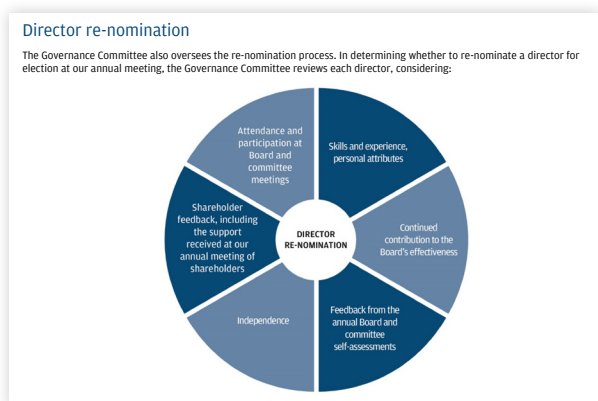 Director re-nomination
The Governance Committee also oversees the re-nomination process. In determining whether to re-nominate a director for
election at our annual meeting, the Governance Committee reviews each director, considering:
Skills and experience,
personal attributes
Continued
contribution to the
Board's effectiveness
Feedback from the
annual Board and
committee
self-assessments
Independence
Shareholder
feedback, including
the support
received at our
annual meeting of
shareholders
Attendance and
participation at
Board and
committee
meetings
DIRECTOR
RE-NOMINATION